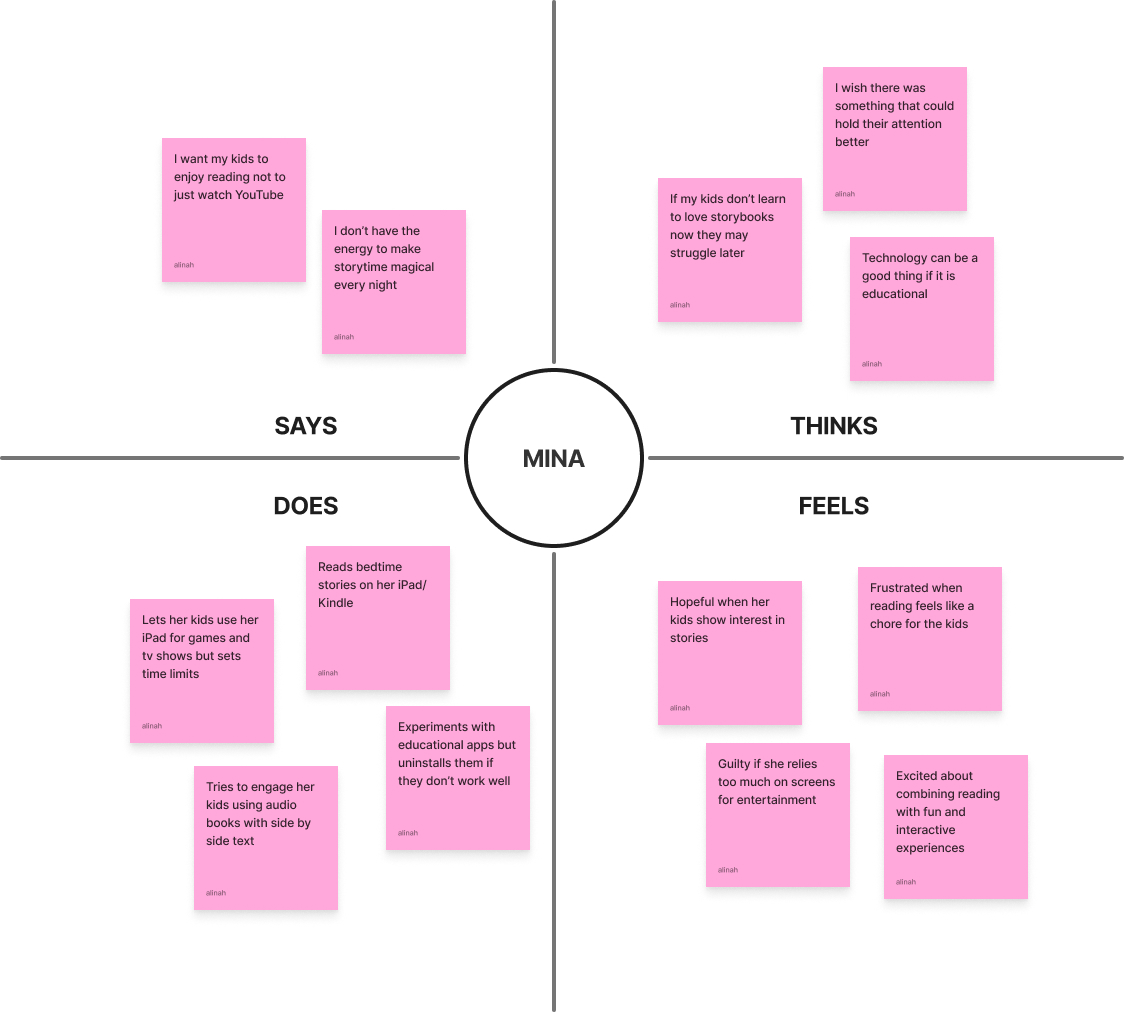 I want my kids to
enjoy reading not to
just watch YouTube
alinah
I don’t have the
energy to make
storytime magical
every night
alinah
SAYS
I wish there was
something that could
hold their attention
better
alinah
If my kids don’t learn
to love storybooks
now they may
struggle later
alinah
Technology can be a
good thing if it is
educational
alinah
THINKS
MINA
DOES
Reads bedtime
stories on her iPad/
Kindle
alinah
Lets her kids use her
iPad for games and
tv shows but sets
time limits
alinah
Experiments with
educational apps but
uninstalls them if
they don’t work well
alinah
Tries to engage her
kids using audio
books with side by
side text
alinah
FEELS
Hopeful when her
kids show interest in
stories
alinah
Frustrated when
reading feels like a
chore for the kids
alinah
Guilty if she relies
too much on screens
for entertainment
alinah
Excited about
combining reading
with fun and
interactive
experiences
alinah